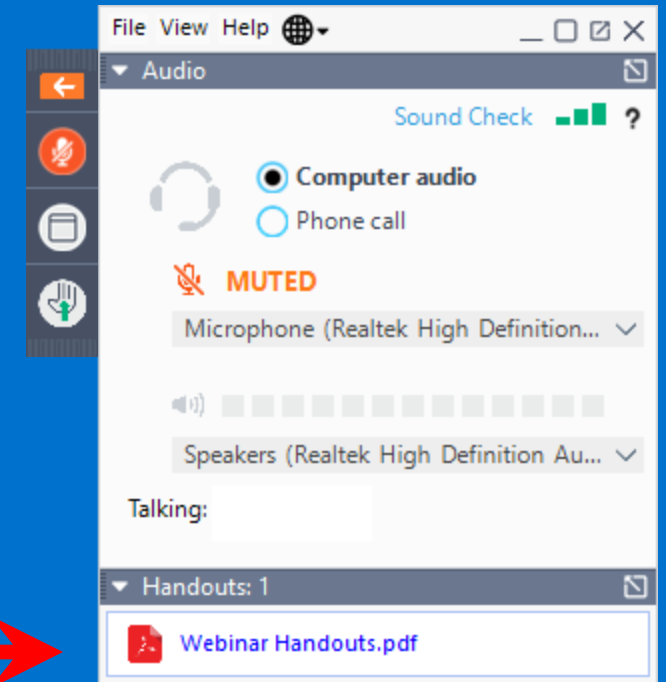 File View Help
Audio
Sound Check ?
Computer audio
Phone call
MUTED
Microphone (Realtek High Definition...
Speakers (Realtek High Definition Au...
Talking:
Handouts: 1
Webinar Handouts.pdf